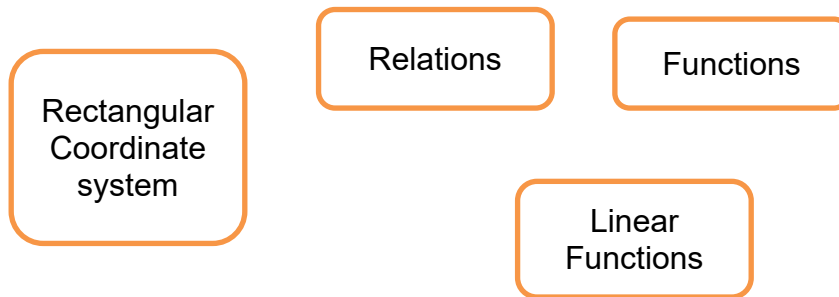 Relations
Functions
Rectangular
Coordinate
system
Linear
Functions